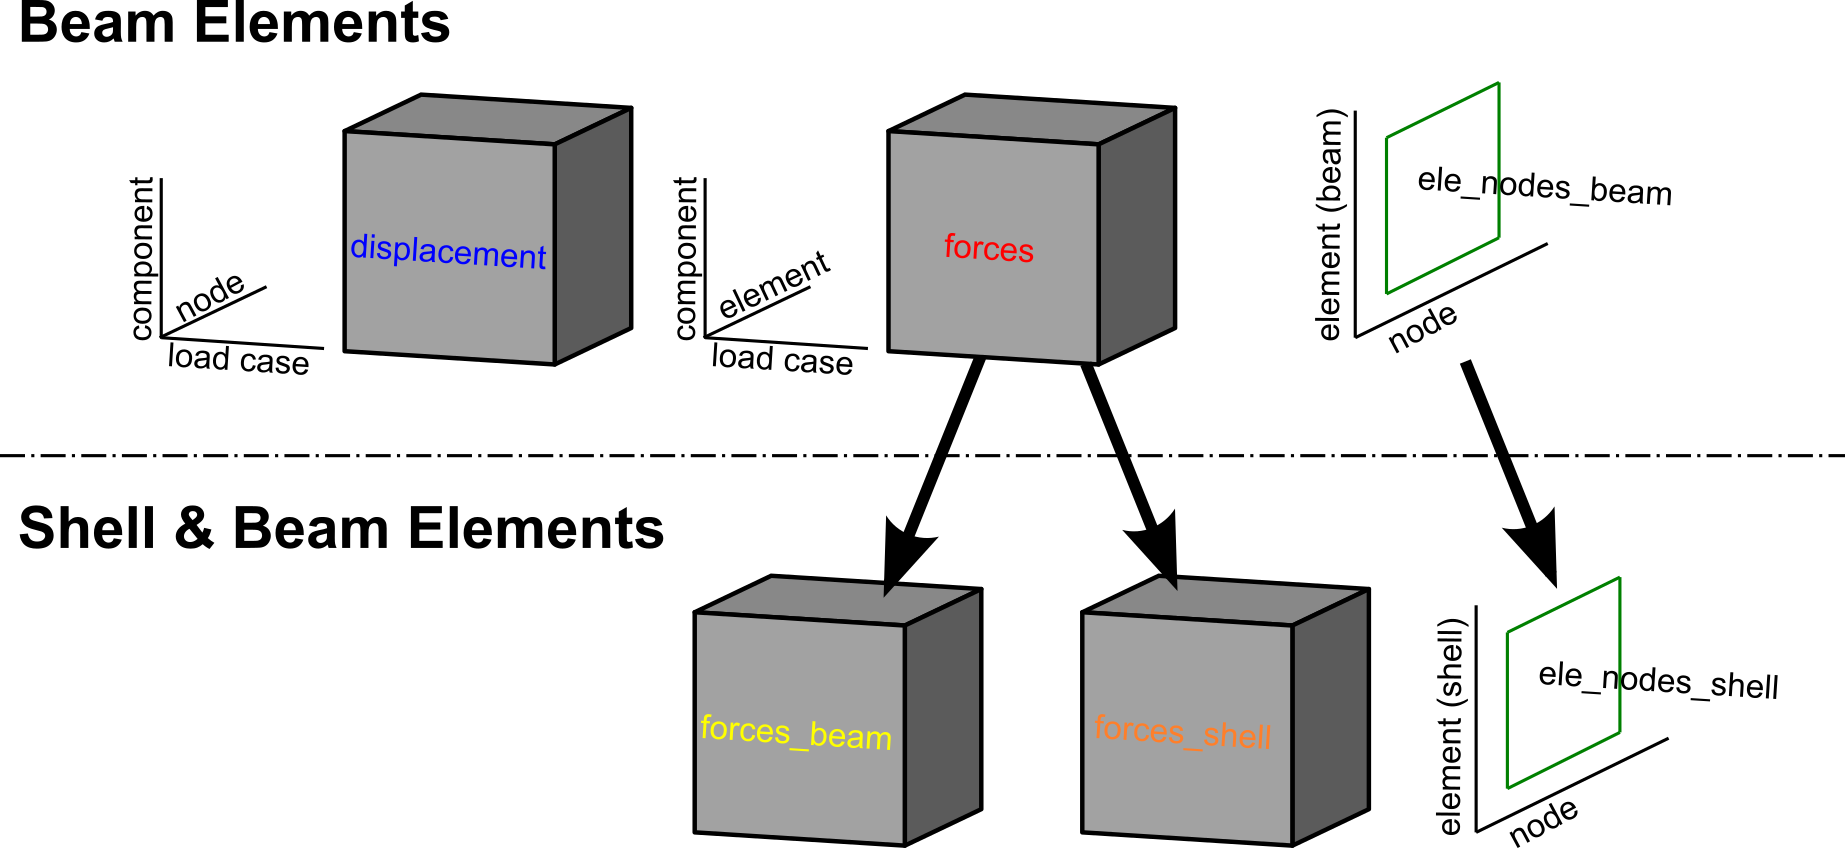 Beam Elements
component
node
load case
displacement
component
element
load case
forces
element (beam)
node
ele_nodes_beam
Shell & Beam Elements
forces_beam
forces_shell
element (shell)
node
ele_nodes_shell